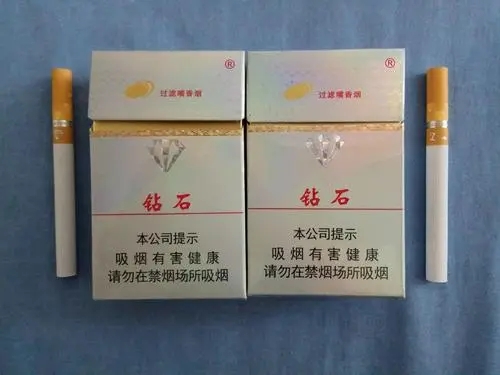 ®
过滤嘴香烟
钻石
本公司提示
吸烟有害健康
请勿在禁烟场所吸烟
®
过滤嘴香烟
钻石
本公司提示
吸烟有害健康
请勿在禁烟场所吸烟